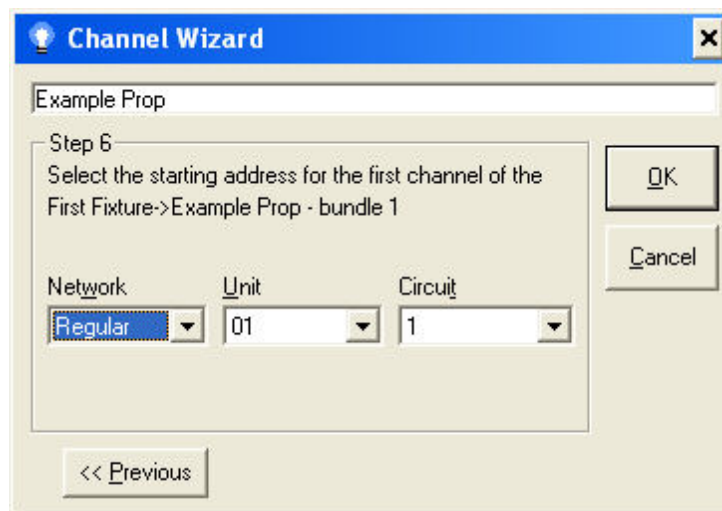 Channel Wizard
Example Prop
Step 6
Select the starting address for the first channel of the
First Fixture->Example Prop - bundle 1
OK
Cancel
Network Unit Circuit
Regular 01 1
<< Previous